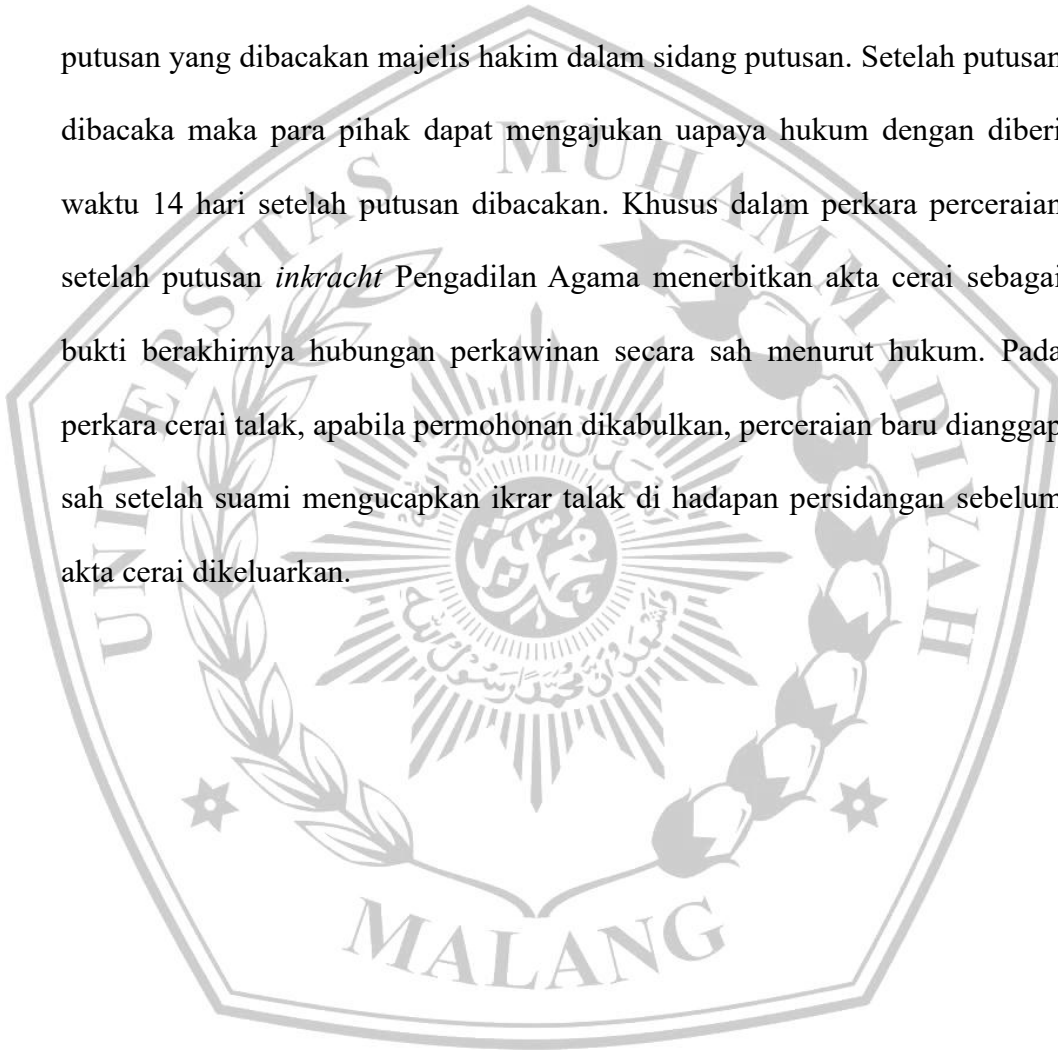 putusan yang dibacakan majelis hakim dalam sidang putusan. Setelah putusan
dibacaka maka para pihak dapat mengajukan uapaya hukum dengan diberi
waktu 14 hari setelah putusan dibacakan. Khusus dalam perkara perceraian
setelah putusan inkracht Pengadilan Agama menerbitkan akta cerai sebagai
bukti berakhirnya hubungan perkawinan secara sah menurut hukum. Pada
perkara cerai talak, apabila permohonan dikabulkan, perceraian baru dianggap
sah setelah suami mengucapkan ikrar talak di hadapan persidangan sebelum
akta cerai dikeluarkan.
UNIVERSITAS MUHAMMADIYAH
MALANG